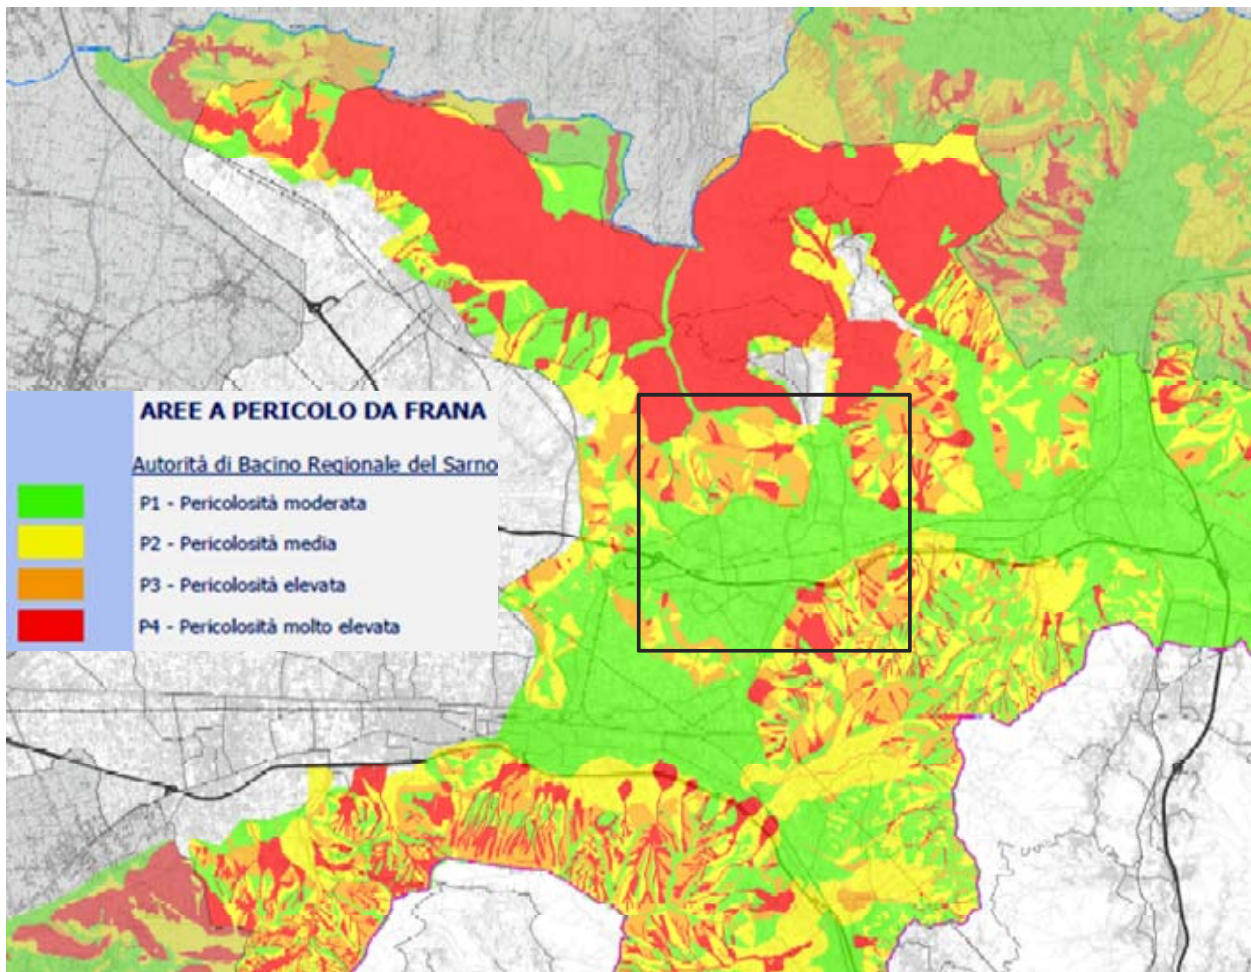 AREE A PERICOLO DA FRANA
Autorità di Bacino Regionale del Sarno
P1 - Pericolosità moderata
P2 - Pericolosità media
P3 - Pericolosità elevata
P4 - Pericolosità molto elevata